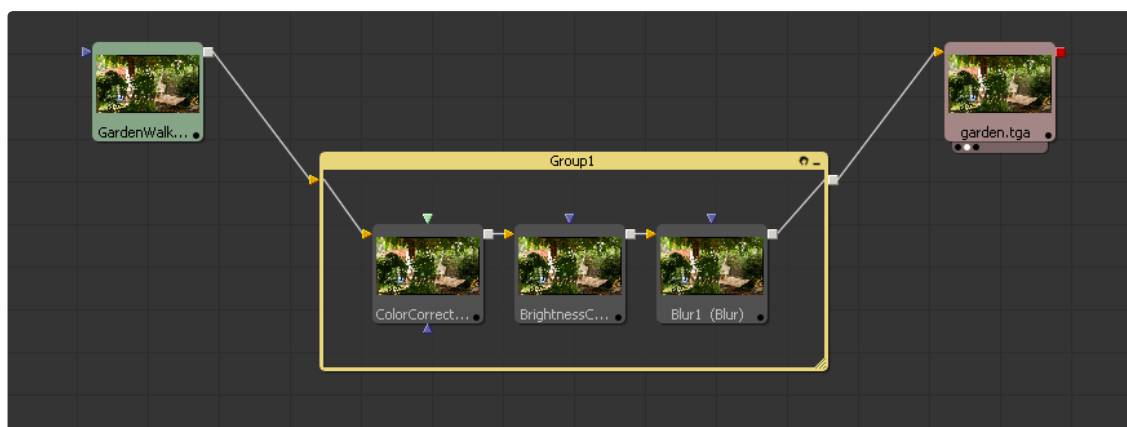 GardenWalk...
garden.tga
Group1
ColorCorrect...
BrightnessC...
Blur1 (Blur)